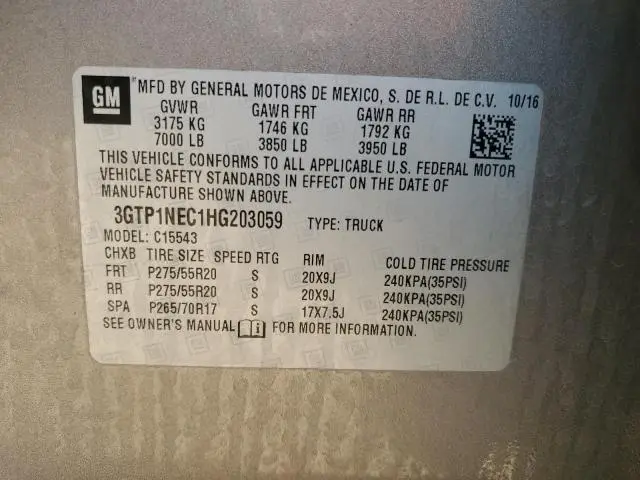 GM
MFD BY GENERAL MOTORS DE MEXICO, S. DE R.L. DE C.V. 10/16
GVWR GAWR FRT GAWR RR
3175 KG 1746 KG 1792 KG
7000 LB 3850 LB 3950 LB
THIS VEHICLE CONFORMS TO ALL APPLICABLE U.S. FEDERAL MOTOR
VEHICLE SAFETY STANDARDS IN EFFECT ON THE DATE OF
MANUFACTURE SHOWN ABOVE.
3GTP1NEC1HG203059 TYPE: TRUCK
MODEL: C15543
CHXB TIRE SIZE SPEED RTG RIM COLD TIRE PRESSURE
FRT P275/55R20 S 20X9J 240KPA(35PSI)
RR P275/55R20 S 20X9J 240KPA(35PSI)
SPA P265/70R17 S 17X7.5J 240KPA(35PSI)
SEE OWNER'S MANUAL FOR MORE INFORMATION.